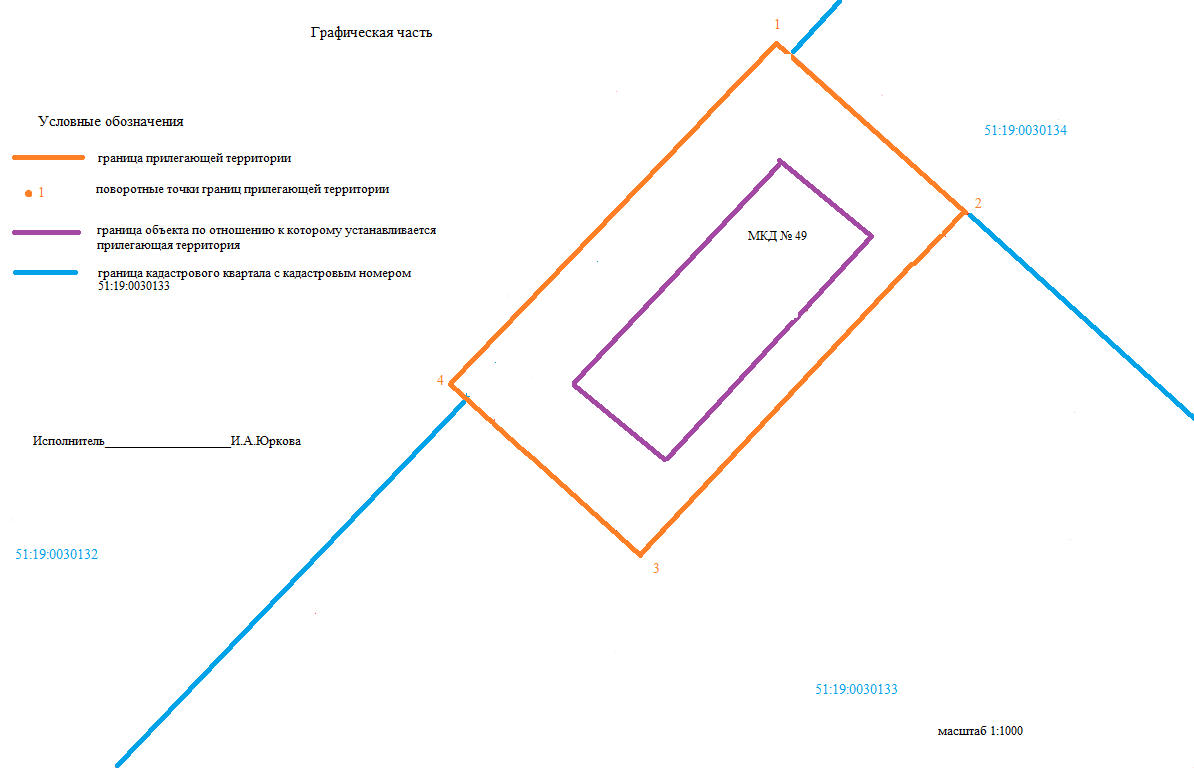 Графическая часть
1
Условные обозначения
51:19:0030134
граница прилегающей территории
1
поворотные точки границ прилегающей территории
2
граница объекта по отношению к которому устанавливается
прилегающая территория
МКД № 49
граница кадастрового квартала с кадастровым номером
51:19:0030133
4
Исполнитель____________________И.А.Юркова
51:19:0030132
3
51:19:0030133
масштаб 1:1000